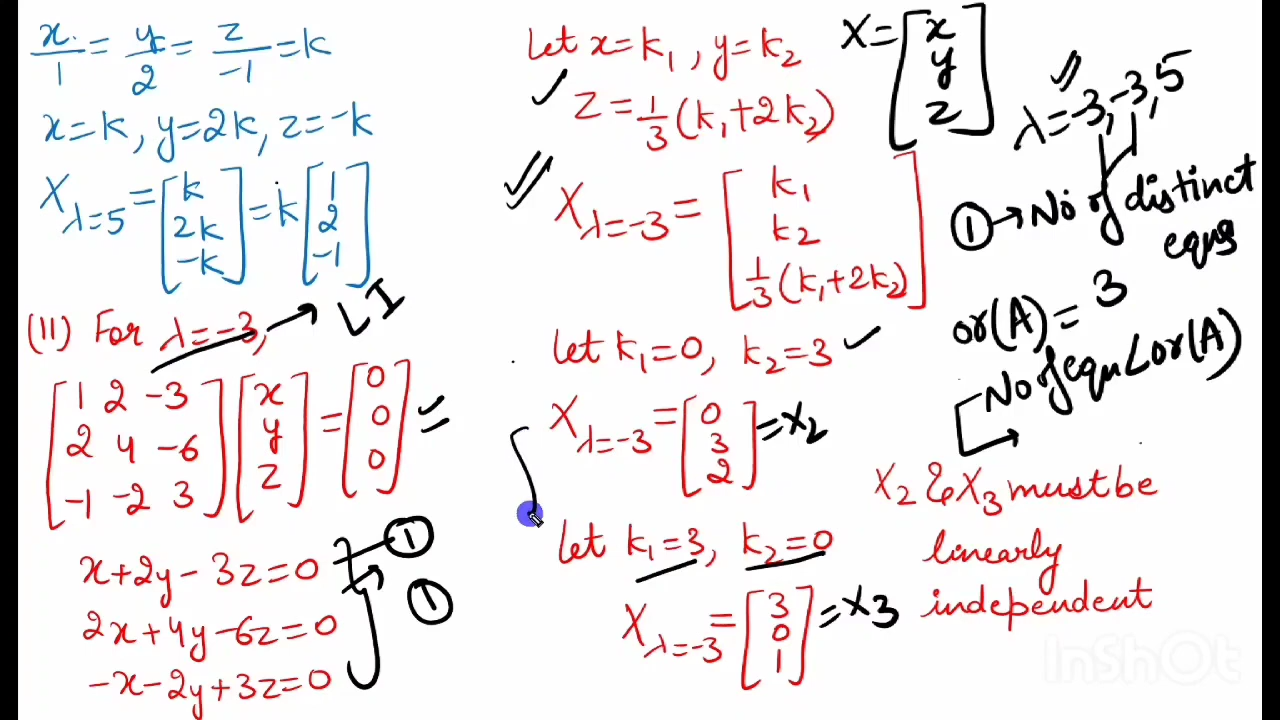 x/1 = y/2 = z/-1 = k
x=k, y=2k, z=-k
X λ=5 = [k 2k -k] = k [1 2 -1]
(II) For λ=-3, → LI
[1 2 -3
2 4 -6
-1 -2 3] [x y z] = [0 0 0]
x+2y-3z=0
2x+4y-6z=0
-x-2y+3z=0
①
①
Let x=k₁, y=k₂
z=1/3(k₁+2k₂)
X λ=-3 = [k₁
k₂
1/3(k₁+2k₂)]
Let k₁=0, k₂=3
X λ=-3 = [0 3 2] = X₂
Let k₁=3, k₂=0
X λ=-3 = [3 0 1] = X3
X = [x y z]
λ=-3,-3,5
① → No of distinct
eqns
or(A) = 3
No of eqn < or(A)
X₂ & X₃ must be
linearly
independent
InShOt